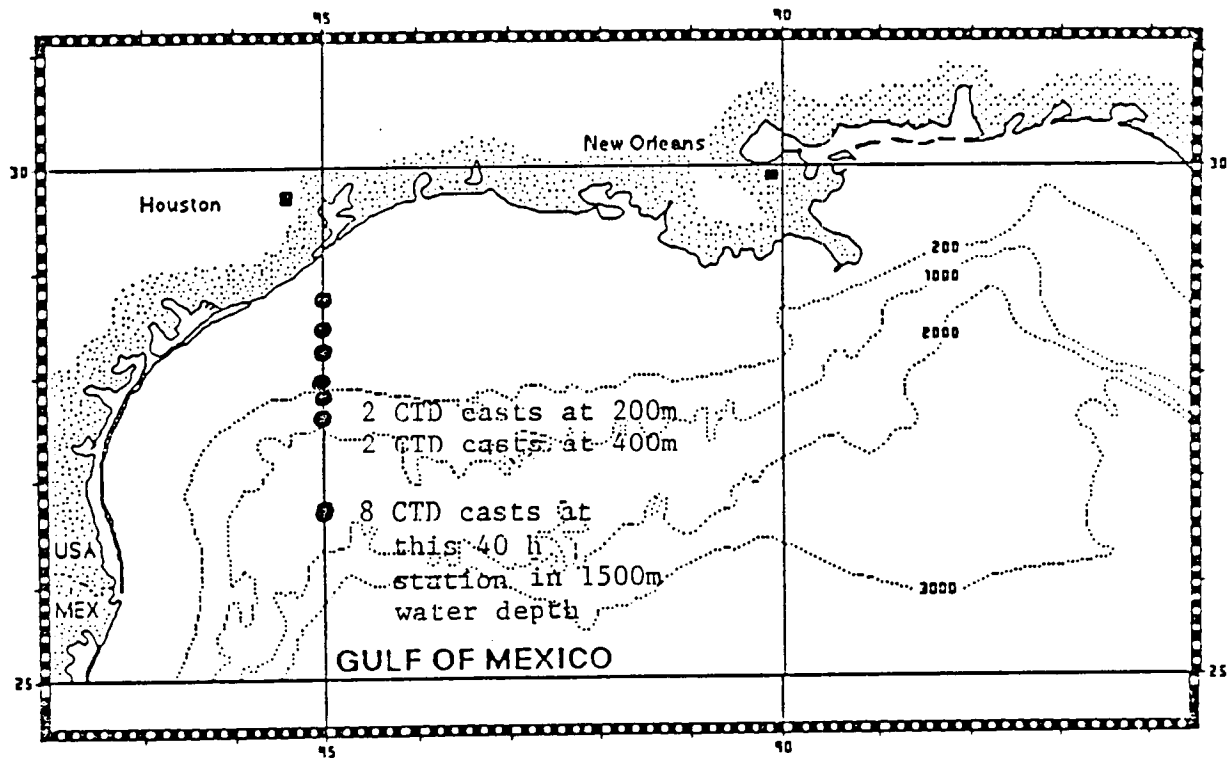 95 90
New Orleans
30 30
Houston
200
1000
2000
2 CTD casts at 200m
2 CTD casts at 400m
8 CTD casts at
this 40 h
station in 1500m
water depth
USA
MEX
3000
GULF OF MEXICO
25 25
95 90